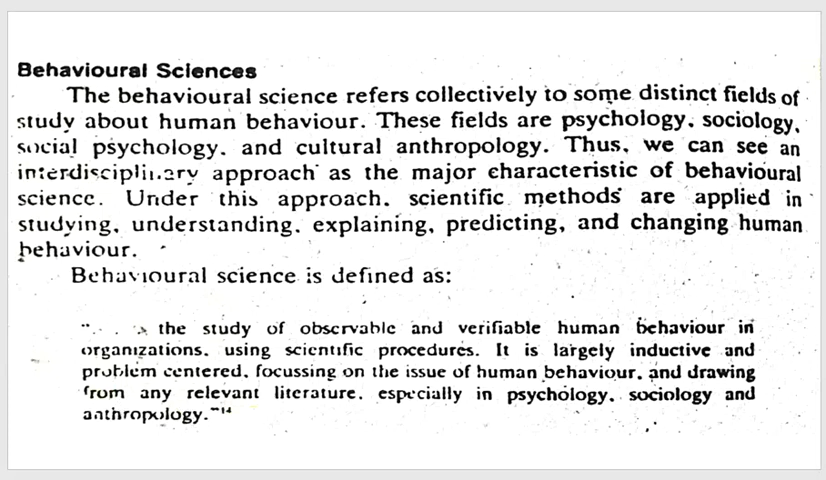 Behavioural Sciences
The behavioural science refers collectively to some distinct fields of
study about human behaviour. These fields are psychology, sociology,
social psychology, and cultural anthropology. Thus, we can see an
interdisciplinary approach as the major characteristic of behavioural
science. Under this approach, scientific methods are applied in
studying, understanding, explaining, predicting, and changing human
behaviour.
Behavioural science is defined as:
". . . the study of observable and verifiable human behaviour in
organizations, using scientific procedures. It is largely inductive and
problem centered, focussing on the issue of human behaviour, and drawing
from any relevant literature, especially in psychology, sociology and
anthropology."14